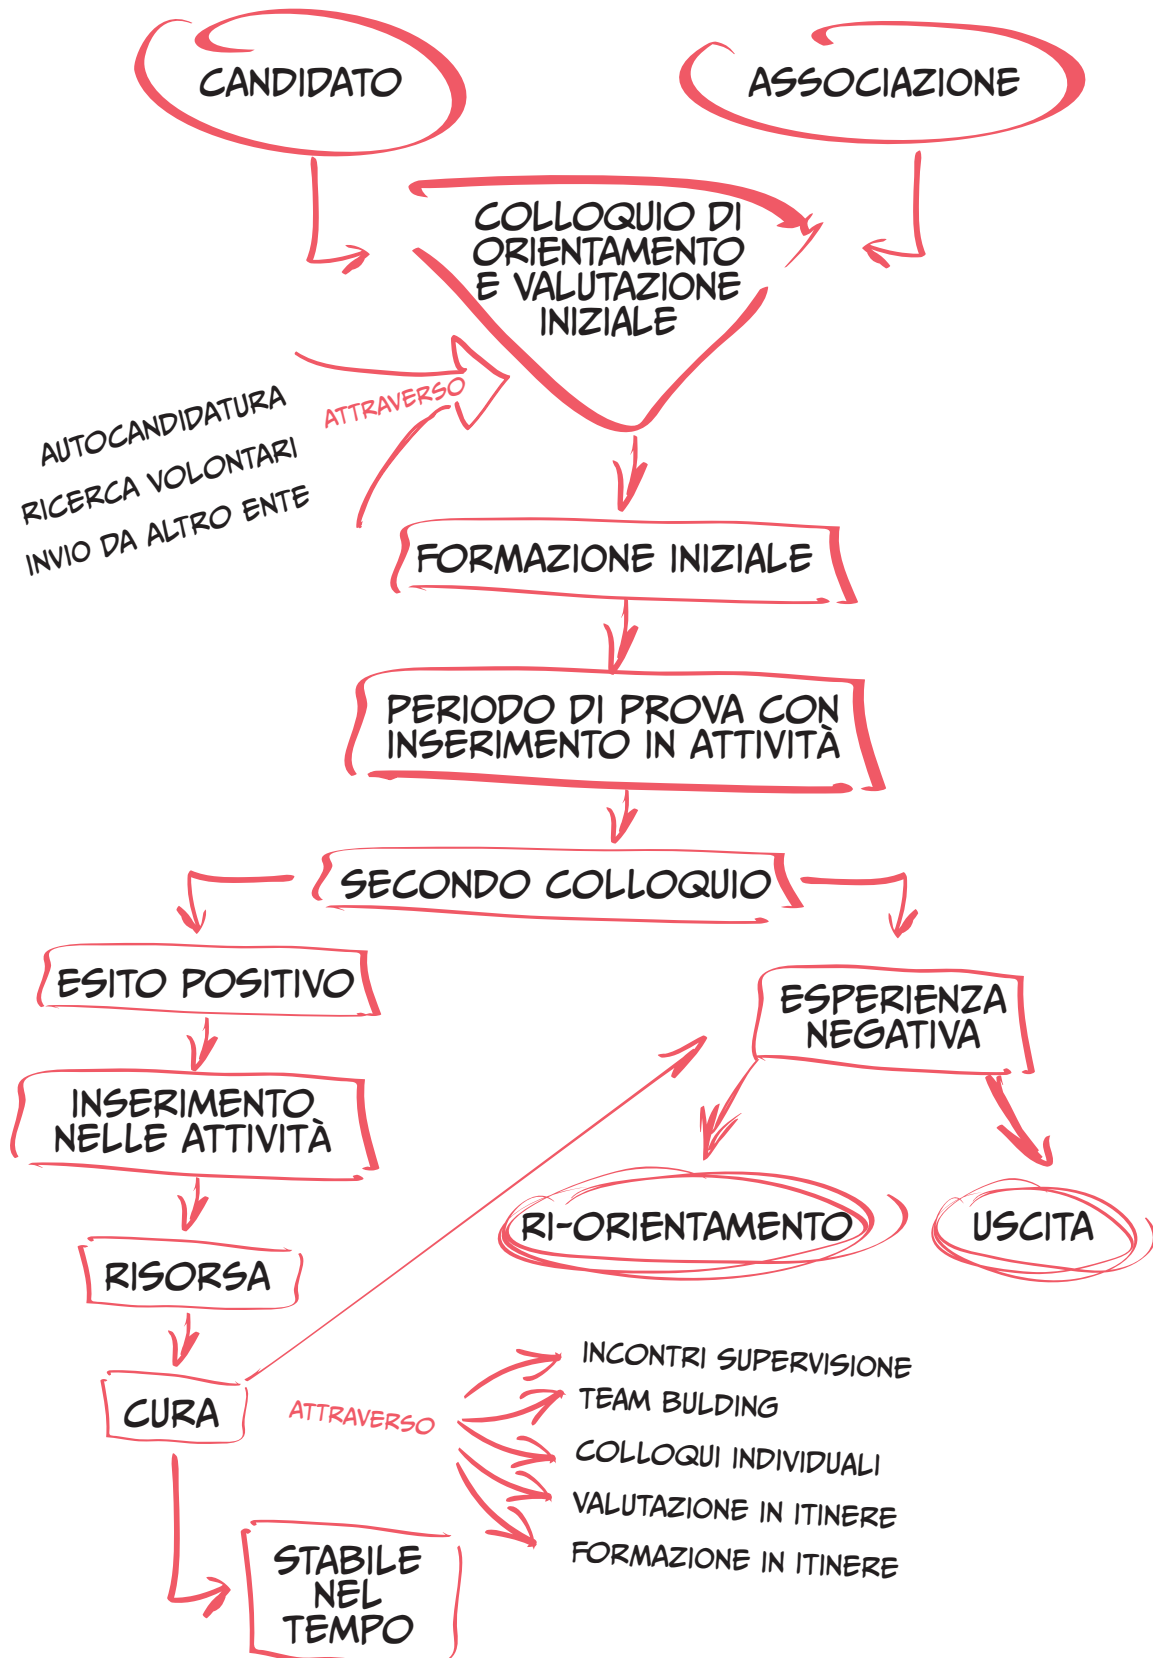 CANDIDATO
ASSOCIAZIONE
COLLOQUIO DI
ORIENTAMENTO
E VALUTAZIONE
INIZIALE
ATTRAVERSO
AUTOCANDIDATURA
RICERCA VOLONTARI
INVIO DA ALTRO ENTE
FORMAZIONE INIZIALE
PERIODO DI PROVA CON
INSERIMENTO IN ATTIVITÀ
SECONDO COLLOQUIO
ESITO POSITIVO
ESPERIENZA
NEGATIVA
INSERIMENTO
NELLE ATTIVITÀ
RI-ORIENTAMENTO
USCITA
RISORSA
CURA
ATTRAVERSO
INCONTRI SUPERVISIONE
TEAM BULDING
COLLOQUI INDIVIDUALI
VALUTAZIONE IN ITINERE
FORMAZIONE IN ITINERE
STABILE
NEL
TEMPO